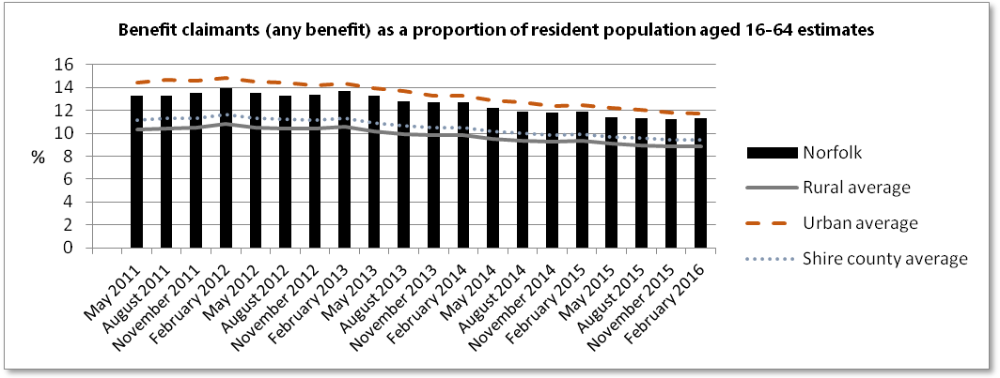 Benefit claimants (any benefit) as a proportion of resident population aged 16-64 estimates
16
14
12
10
8
6
4
2
0
%
May 2011
August 2011
November 2011
February 2012
May 2012
August 2012
November 2012
February 2013
May 2013
August 2013
November 2013
February 2014
May 2014
August 2014
November 2014
February 2015
May 2015
August 2015
November 2015
February 2016
Norfolk
Rural average
Urban average
Shire county average